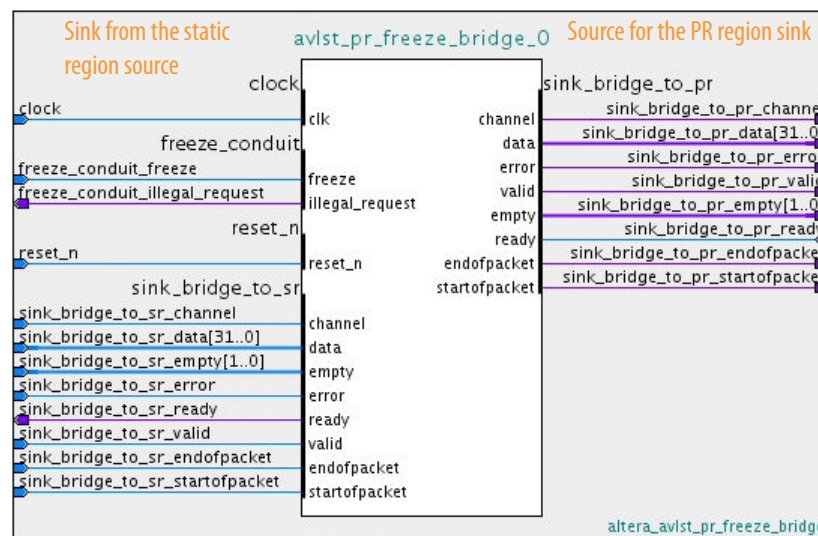 Sink from the static
region source
avlst_pr_freeze_bridge_0
Source for the PR region sink
clock
clock
clk
freeze_conduit
freeze_conduit_freeze
freeze
freeze_conduit_illegal_request
illegal_request
reset_n
reset_n
reset_n
sink_bridge_to_sr
sink_bridge_to_sr_channel
channel
sink_bridge_to_sr_data[31..0]
data
sink_bridge_to_sr_empty[1..0]
empty
sink_bridge_to_sr_error
error
sink_bridge_to_sr_ready
ready
sink_bridge_to_sr_valid
valid
sink_bridge_to_sr_endofpacket
endofpacket
sink_bridge_to_sr_startofpacket
startofpacket
sink_bridge_to_pr
channel
sink_bridge_to_pr_channe
data
sink_bridge_to_pr_data[31..0
error
sink_bridge_to_pr_erro
valid
sink_bridge_to_pr_vali
empty
sink_bridge_to_pr_empty[1..0
ready
sink_bridge_to_pr_ready
endofpacket
sink_bridge_to_pr_endofpacke
startofpacket
sink_bridge_to_pr_startofpacke
altera_avlst_pr_freeze_bridg